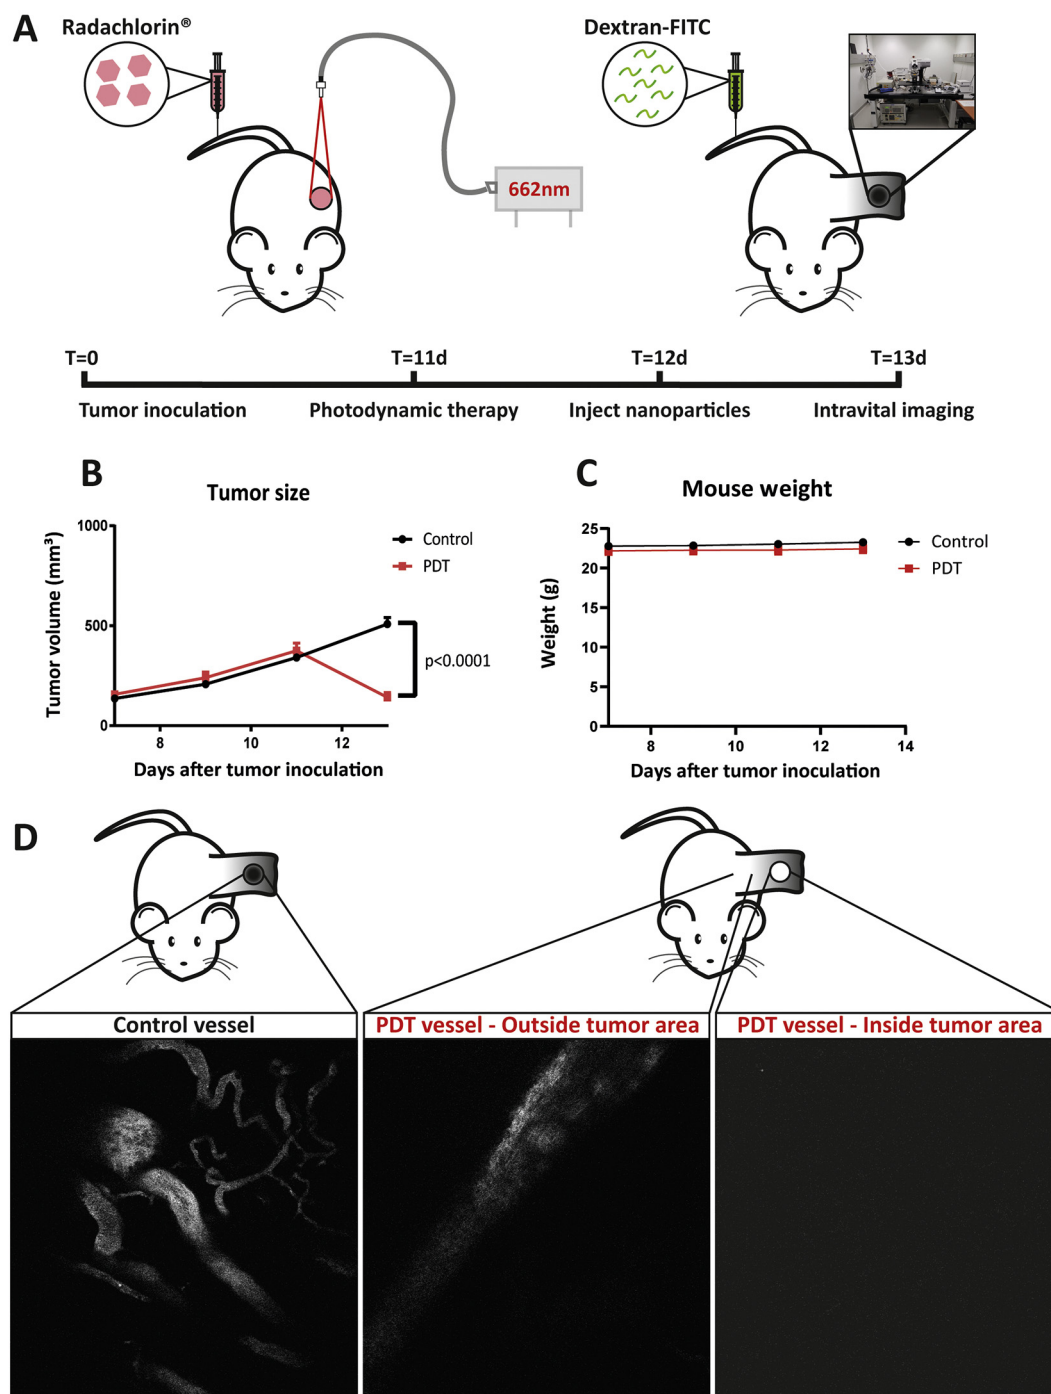 A
Radachlorin®
Dextran-FITC
662nm
T=0
T=11d
T=12d
T=13d
Tumor inoculation
Photodynamic therapy
Inject nanoparticles
Intravital imaging
B
Tumor size
Tumor volume (mm³)
1000
500
0
8
10
12
Days after tumor inoculation
Control
PDT
p<0.0001
C
Mouse weight
Weight (g)
25
20
15
10
5
0
8
10
12
14
Days after tumor inoculation
Control
PDT
D
Control vessel
PDT vessel - Outside tumor area
PDT vessel - Inside tumor area